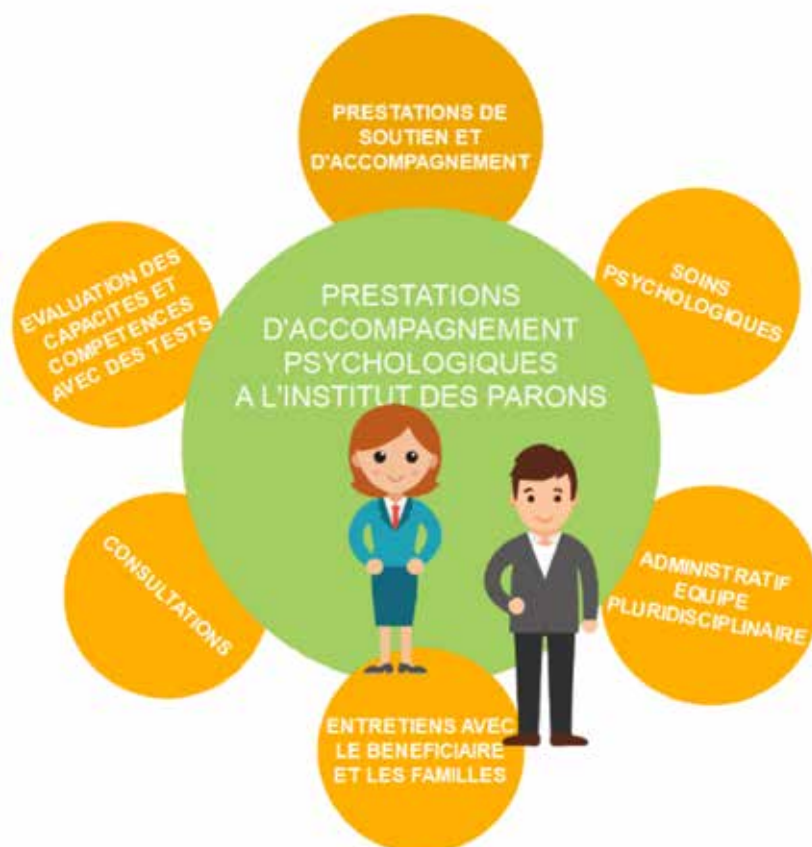 PRESTATIONS DE
SOUTIEN ET
D'ACCOMPAGNEMENT
EVALUATION DES
CAPACITES ET
COMPETENCES
AVEC DES TESTS
SOINS
PSYCHOLOGIQUES
PRESTATIONS
D'ACCOMPAGNEMENT
PSYCHOLOGIQUES
A L'INSTITUT DES PARONS
CONSULTATIONS
ADMINISTRATIF
EQUIPE
PLURIDISCIPLINAIRE
ENTRETIENS AVEC
LE BENEFICIAIRE
ET LES FAMILLES